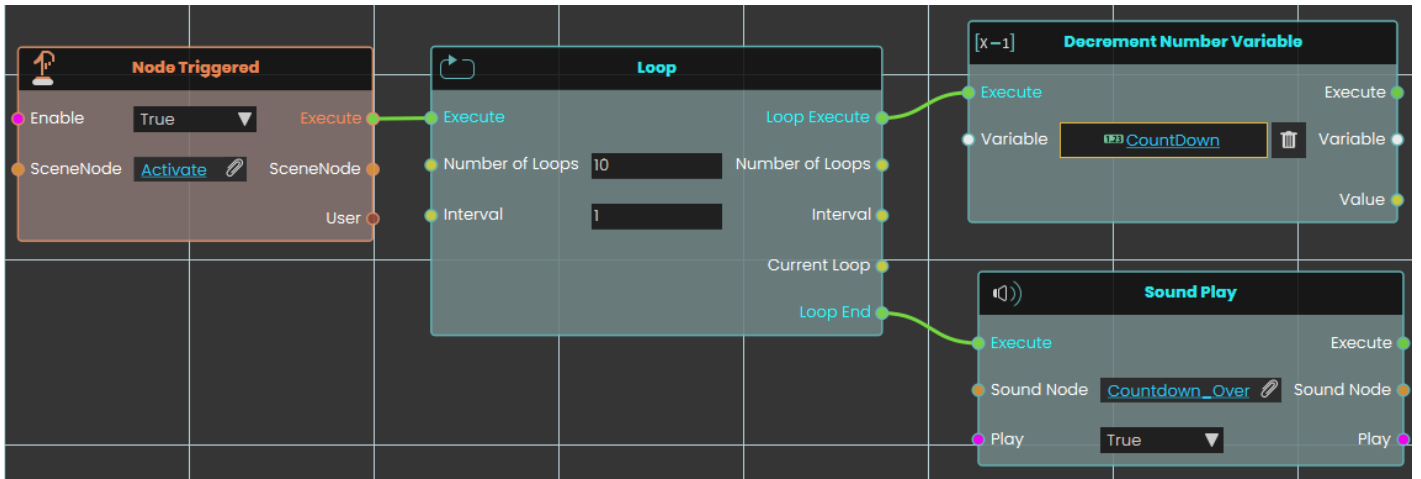 Node Triggered
Enable True Execute
SceneNode Activate SceneNode
User
Loop
Execute Loop Execute
Number of Loops 10 Number of Loops
Interval 1 Interval
Current Loop
Loop End
[X-1] Decrement Number Variable
Execute Execute
Variable 123 CountDown Variable
Value
Sound Play
Execute Execute
Sound Node Countdown_Over Sound Node
Play True Play